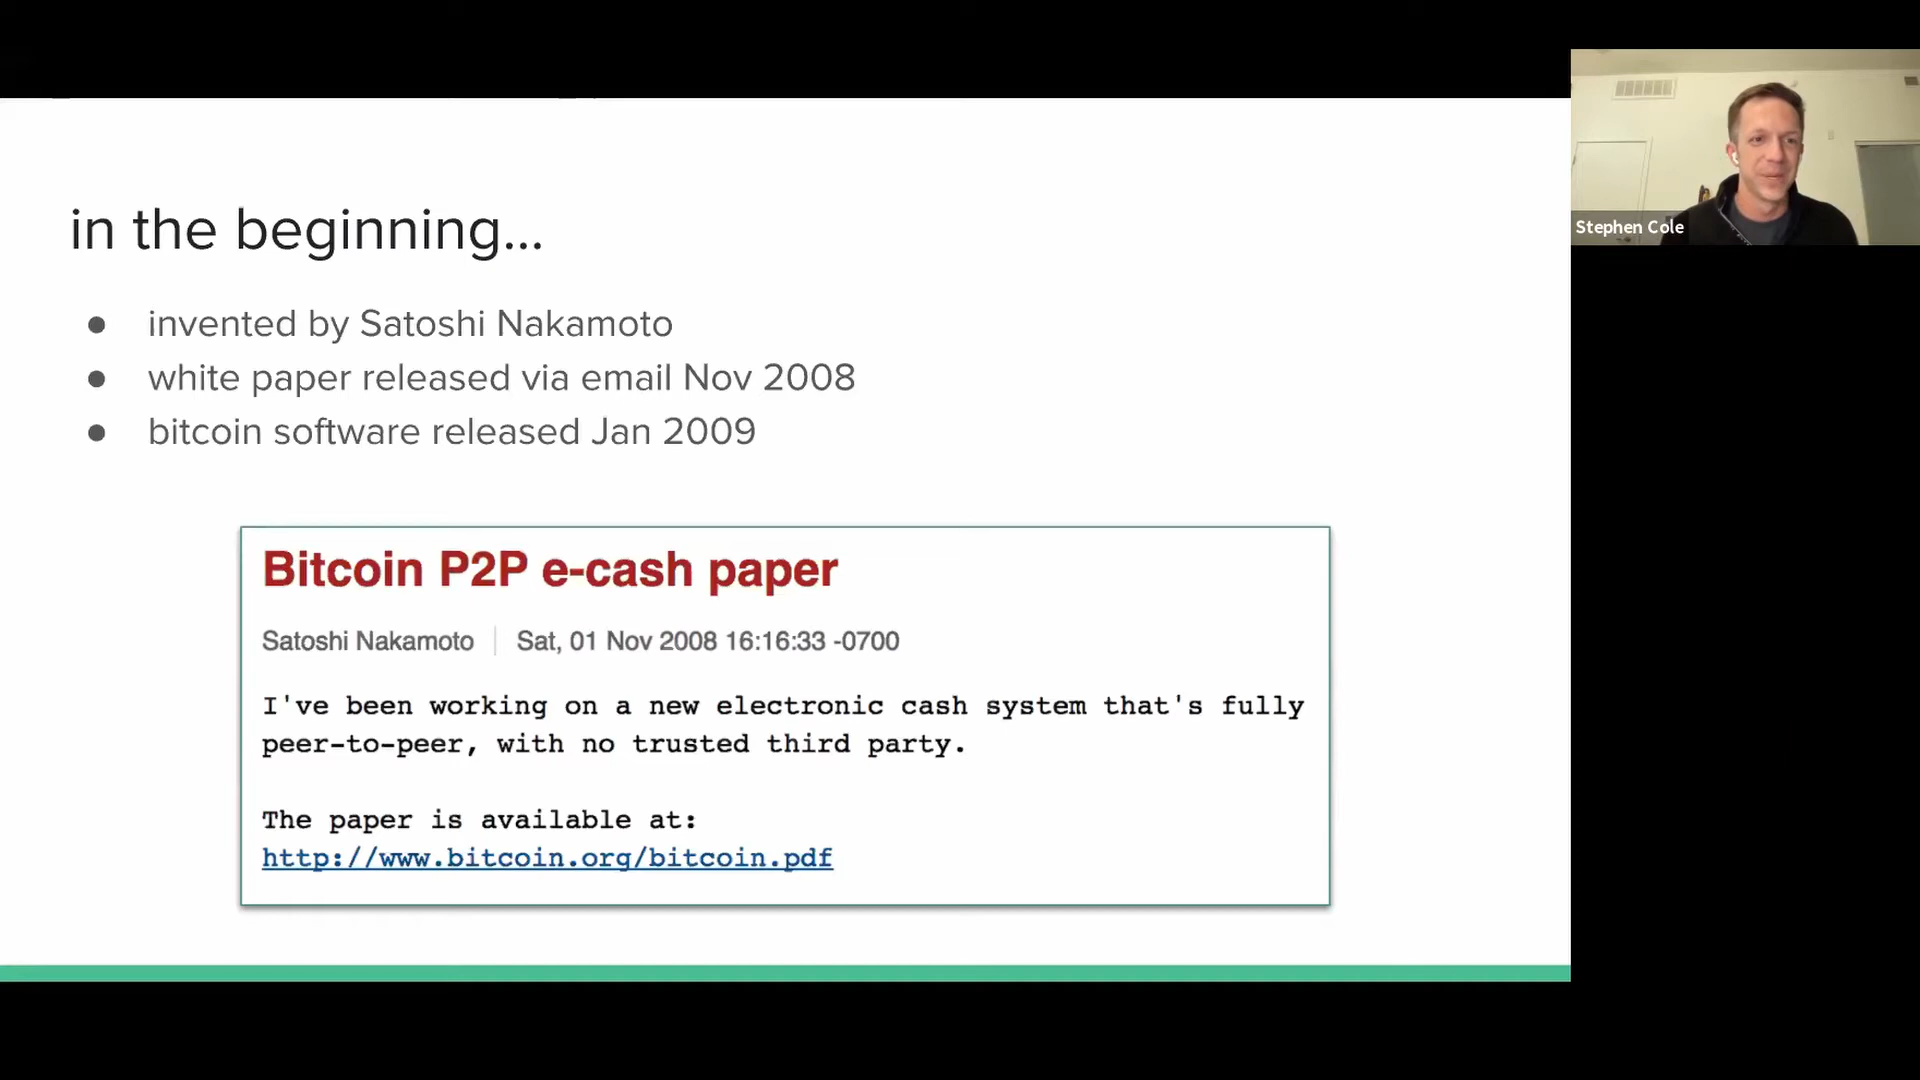 in the beginning...
● invented by Satoshi Nakamoto
● white paper released via email Nov 2008
● bitcoin software released Jan 2009
Bitcoin P2P e-cash paper
Satoshi Nakamoto | Sat, 01 Nov 2008 16:16:33 -0700
I've been working on a new electronic cash system that's fully
peer-to-peer, with no trusted third party.
The paper is available at:
http://www.bitcoin.org/bitcoin.pdf
Stephen Cole